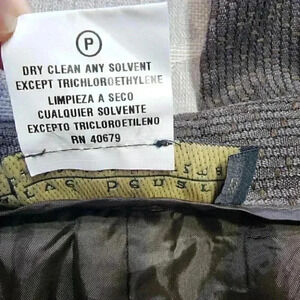 P
DRY CLEAN ANY SOLVENT
EXCEPT TRICHLOROETHYLENE
LIMPIEZA A SECO
CUALQUIER SOLVENTE
EXCEPTO TRICLOROETILENO
RN 40679